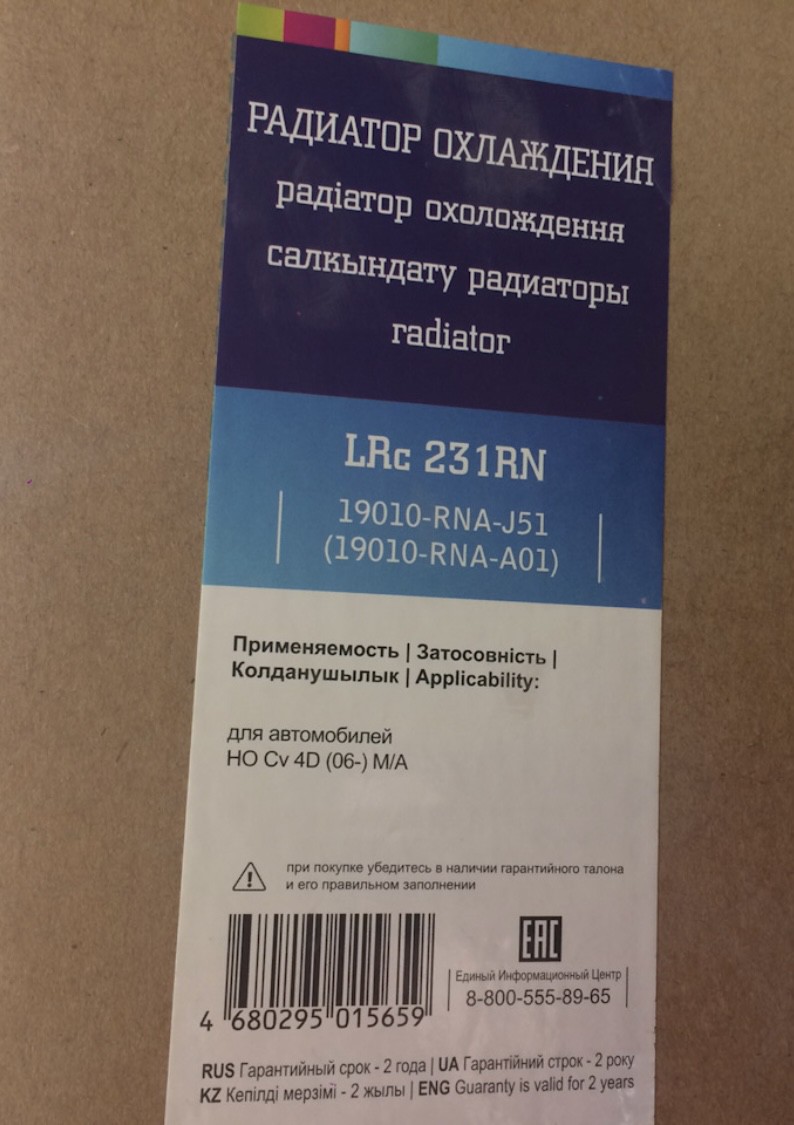 РАДИАТОР ОХЛАЖДЕНИЯ
радіатор охолождення
салкындату радиаторы
radiator
LRc 231RN
19010-RNA-J51
(19010-RNA-A01)
Применяемость | Затосовність |
Колданушылык | Applicability:
для автомобилей
HO Cv 4D (06-) M/A
при покупке убедитесь в наличии гарантийного талона
и его правильном заполнении
EAC
Единый Информационный Центр
8-800-555-89-65
4 680295 015659
RUS Гарантийный срок - 2 года | UA Гарантійний строк - 2 року
KZ Кепілді мерзімі - 2 жылы | ENG Guaranty is valid for 2 years